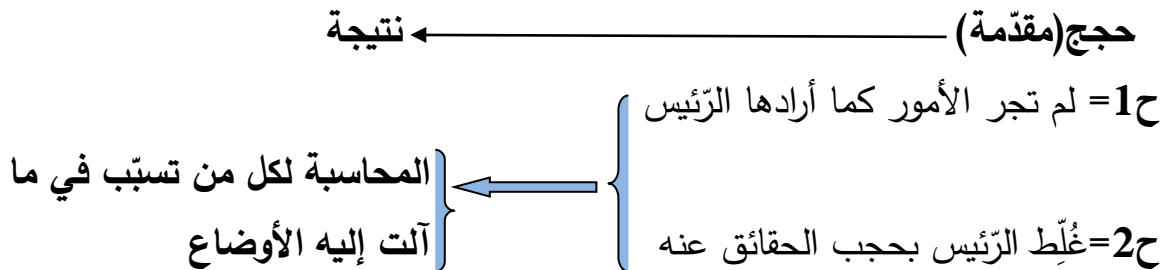 حجج(مقدّمة) نتيجة
ح1= لم تجر الأمور كما أرادها الرّئيس
المحاسبة لكل من تسبّب في ما
آلت إليه الأوضاع
ح2=غُلِّط الرّئيس بحجب الحقائق عنه